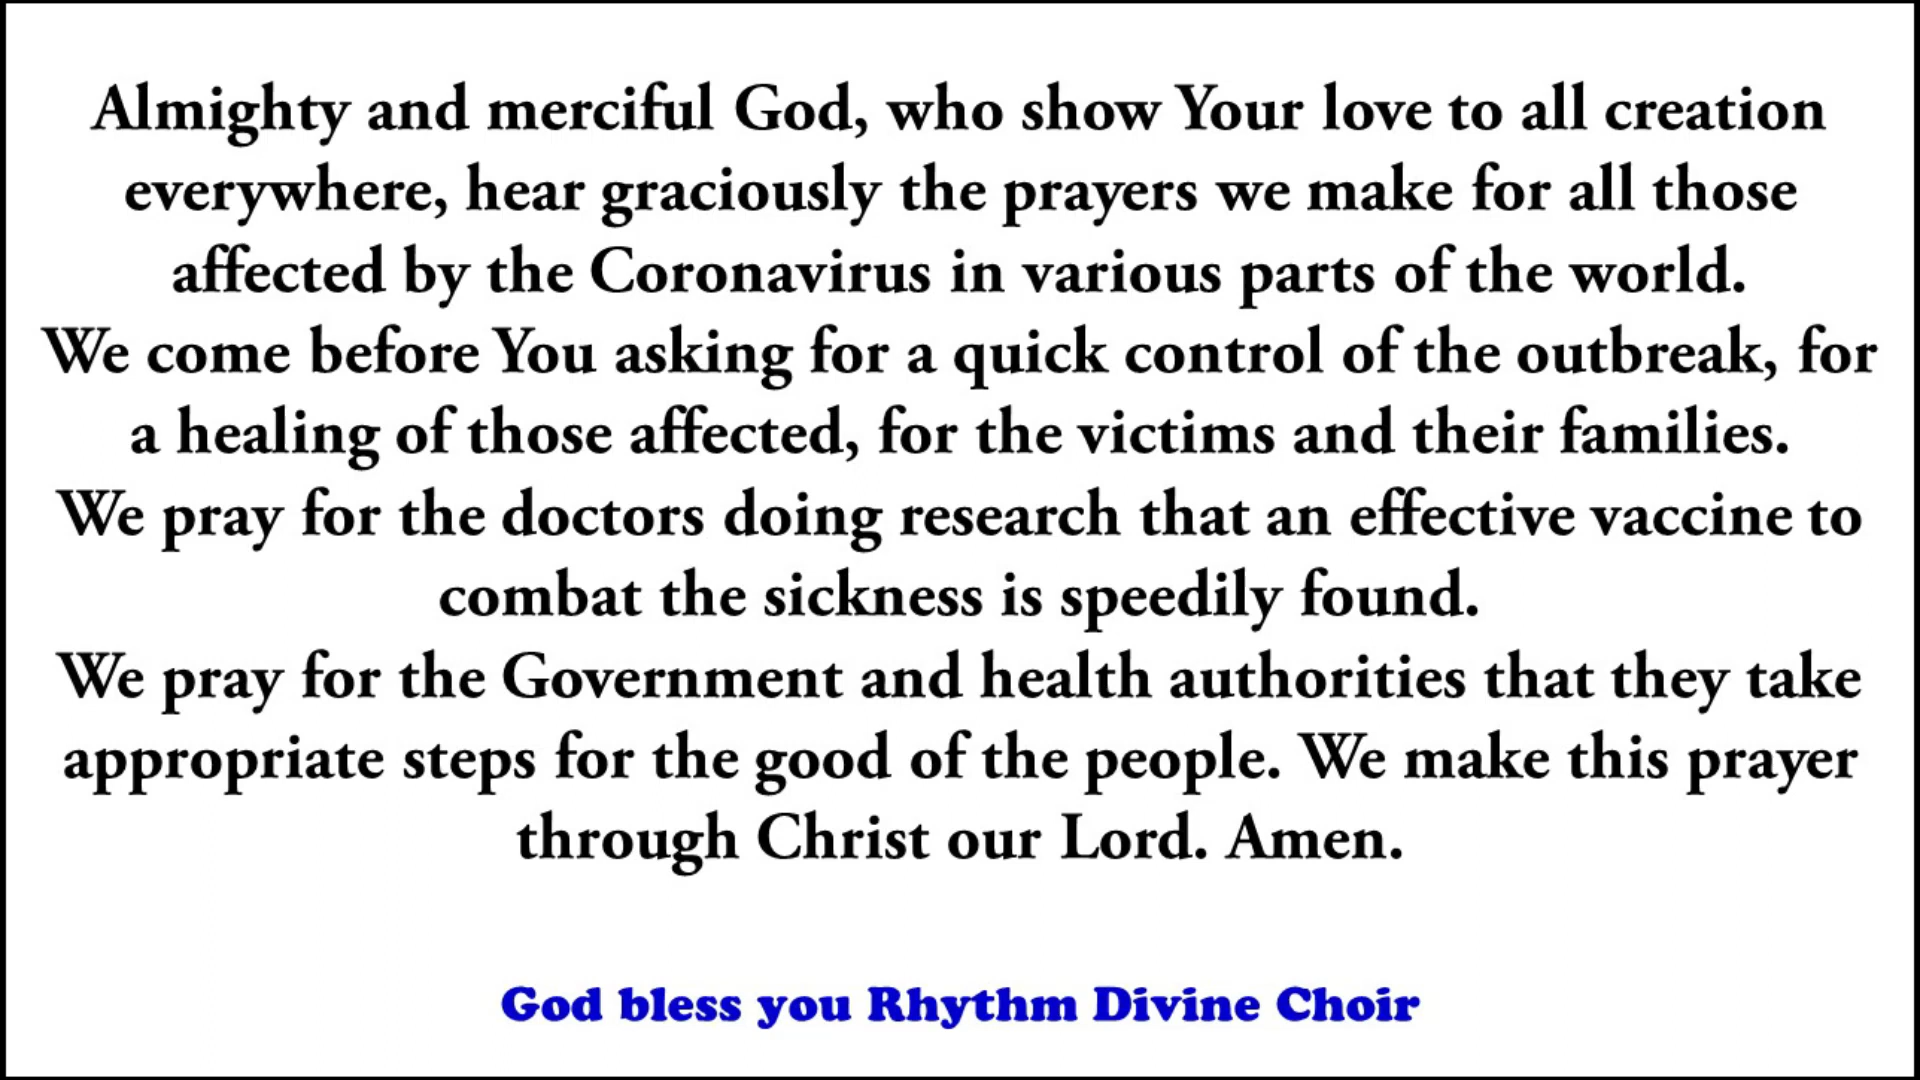 Almighty and merciful God, who show Your love to all creation
everywhere, hear graciously the prayers we make for all those
affected by the Coronavirus in various parts of the world.
We come before You asking for a quick control of the outbreak, for
a healing of those affected, for the victims and their families.
We pray for the doctors doing research that an effective vaccine to
combat the sickness is speedily found.
We pray for the Government and health authorities that they take
appropriate steps for the good of the people. We make this prayer
through Christ our Lord. Amen.
God bless you Rhythm Divine Choir